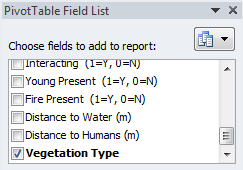 PivotTable Field List
Choose fields to add to report:
Interacting  (1=Y, 0=N)
Young Present  (1=Y, 0=N)
Fire Present  (1=Y, 0=N)
Distance to Water (m)
Distance to Humans (m)
Vegetation Type